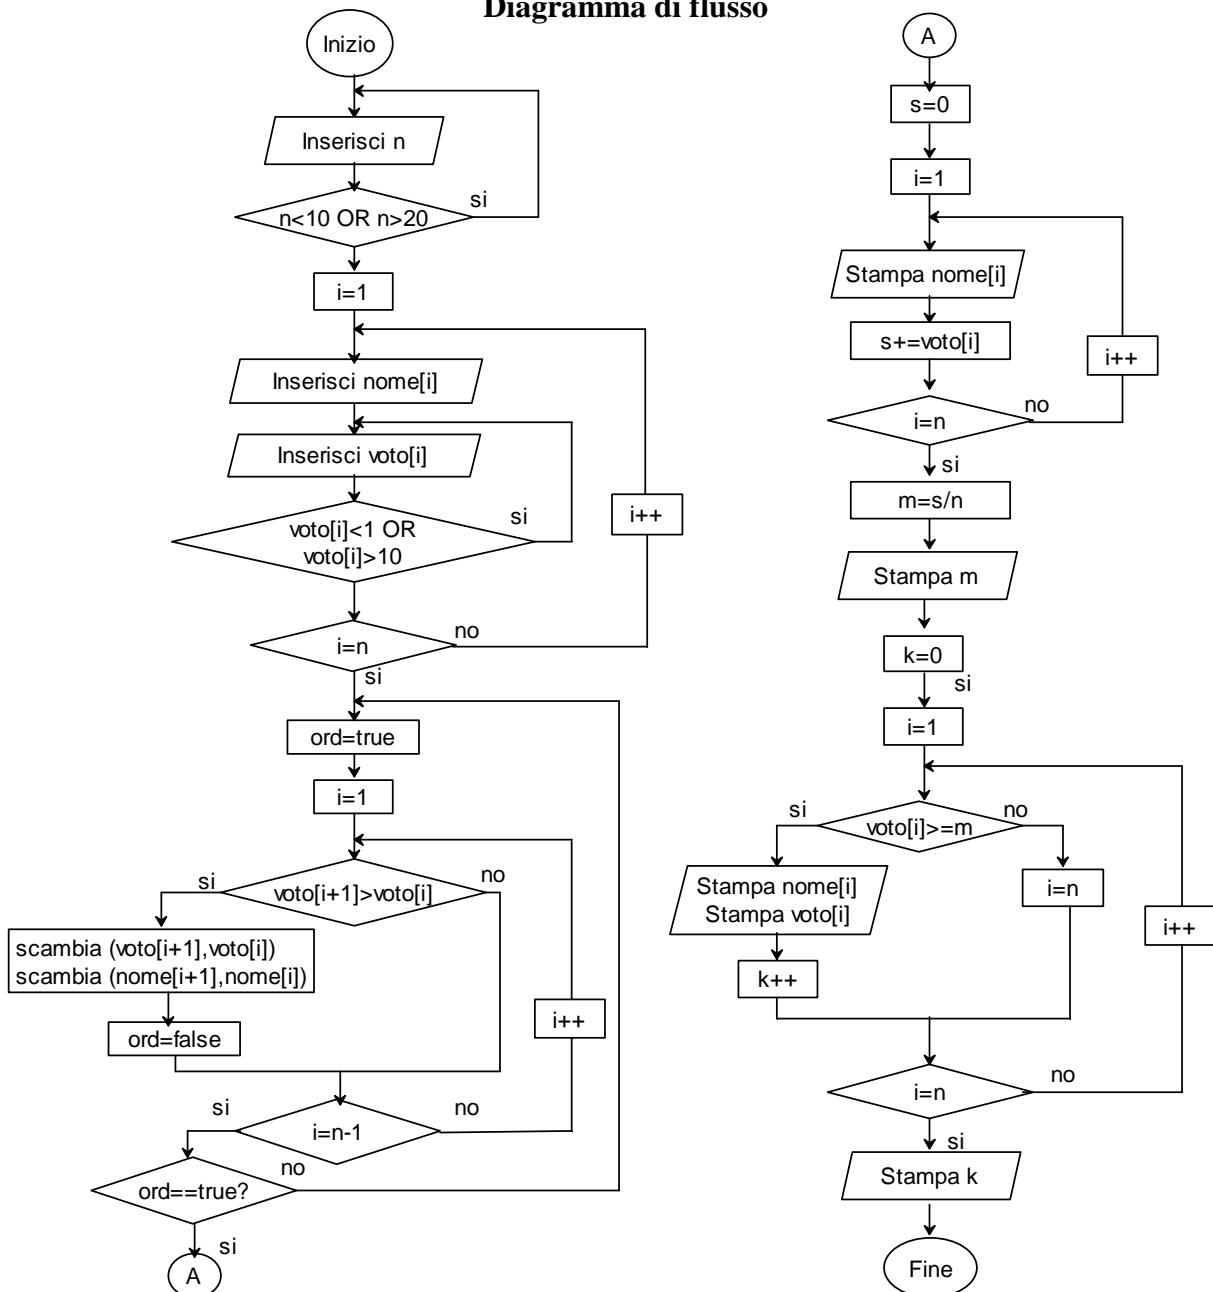 Diagramma di flusso
Inizio
Inserisci n
si
n<10 OR n>20
i=1
Inserisci nome[i]
Inserisci voto[i]
si
voto[i]<1 OR
voto[i]>10
i++
no
i=n
si
ord=true
i=1
si
no
voto[i+1]>voto[i]
scambia (voto[i+1],voto[i])
scambia (nome[i+1],nome[i])
i++
ord=false
si
no
i=n-1
no
ord==true?
si
A
A
s=0
i=1
Stampa nome[i]
s+=voto[i]
i++
no
i=n
si
m=s/n
Stampa m
k=0
si
i=1
si
no
voto[i]>=m
Stampa nome[i]
Stampa voto[i]
i=n
i++
k++
no
i=n
si
Stampa k
Fine